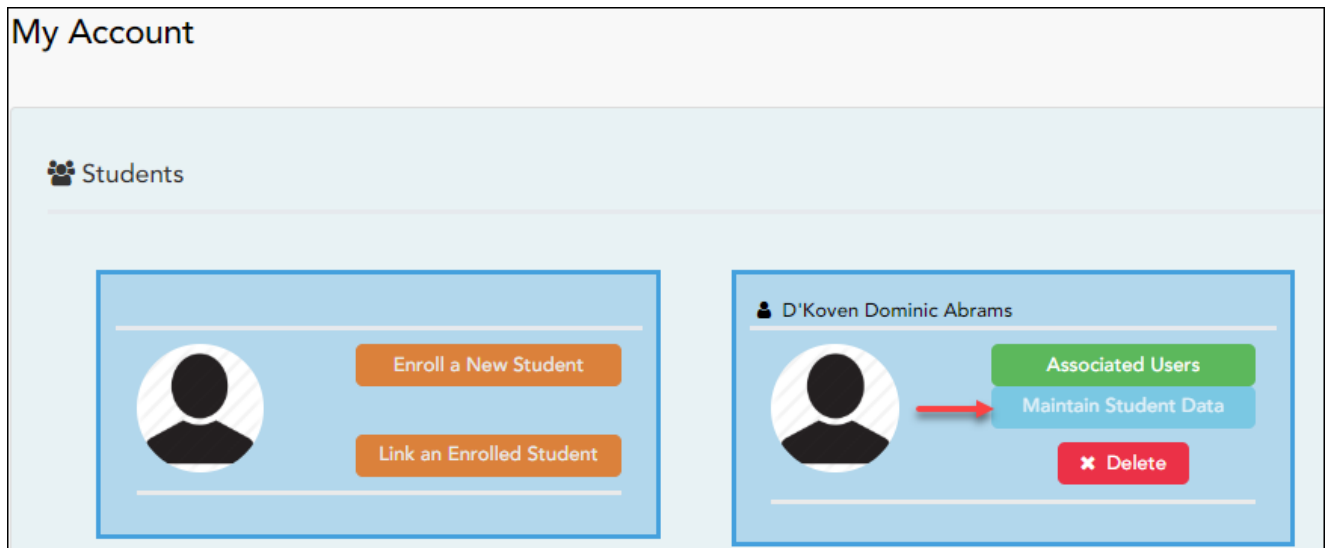 My Account
Students
Enroll a New Student
Link an Enrolled Student
D'Koven Dominic Abrams
Associated Users
Maintain Student Data
✖ Delete